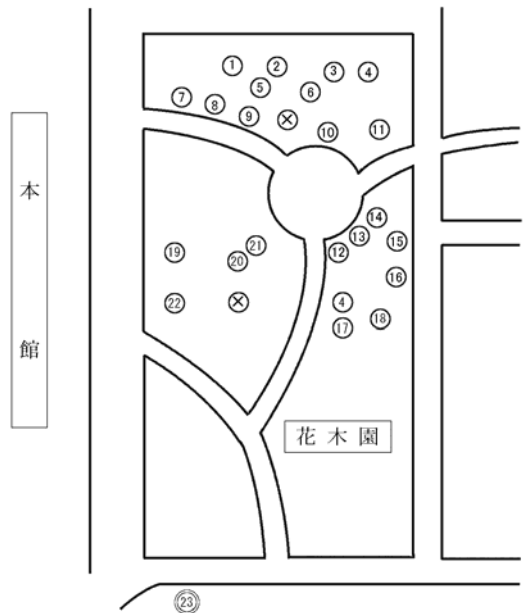 ① ② ③ ④
⑤ ⑥
⑦ ⑧ ⑨ ⊗ ⑩ ⑪
本館
⑭
⑬
⑫ ⑮
⑲ ⑳ ㉑
⑯
㉒ ⊗ ④
⑰ ⑱
花木園
㉓